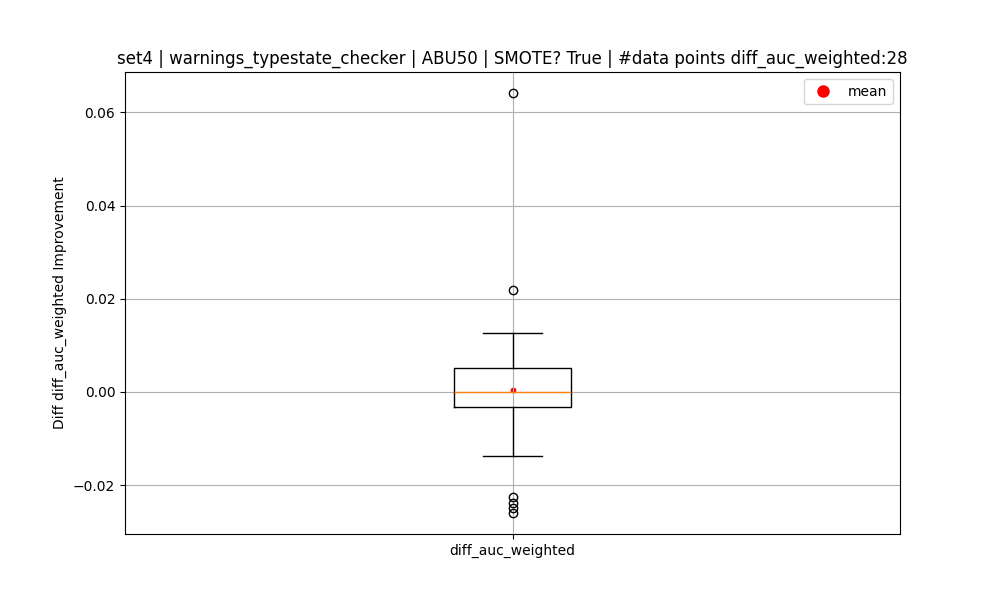 set4 | warnings_typestate_checker | ABU50 | SMOTE? True | #data points diff_auc_weighted:28
mean
0.06
0.04
0.02
0.00
−0.02
Diff diff_auc_weighted Improvement
diff_auc_weighted